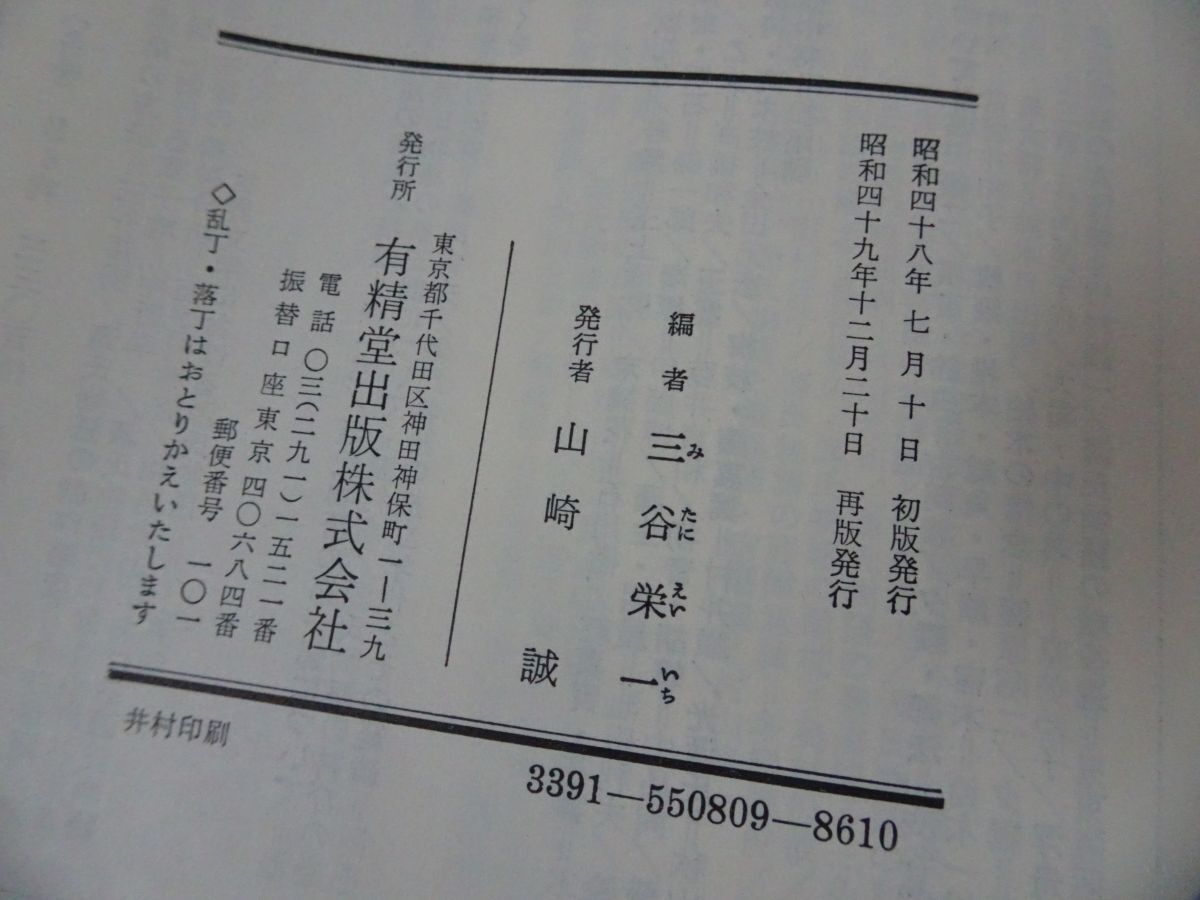 昭和四十八年七月十日 初版発行
昭和四十九年十二月二十日 再版発行
編者 三谷栄一
みたにえいいち
発行者 山崎誠
東京都千代田区神田神保町一ー三九
発行所 有精堂出版株式会社
電話 〇三(二九一)一五二一番
振替口座東京四〇六八四番
郵便番号 一〇一
◇乱丁・落丁はおとりかえいたします
井村印刷
3391—550809—8610